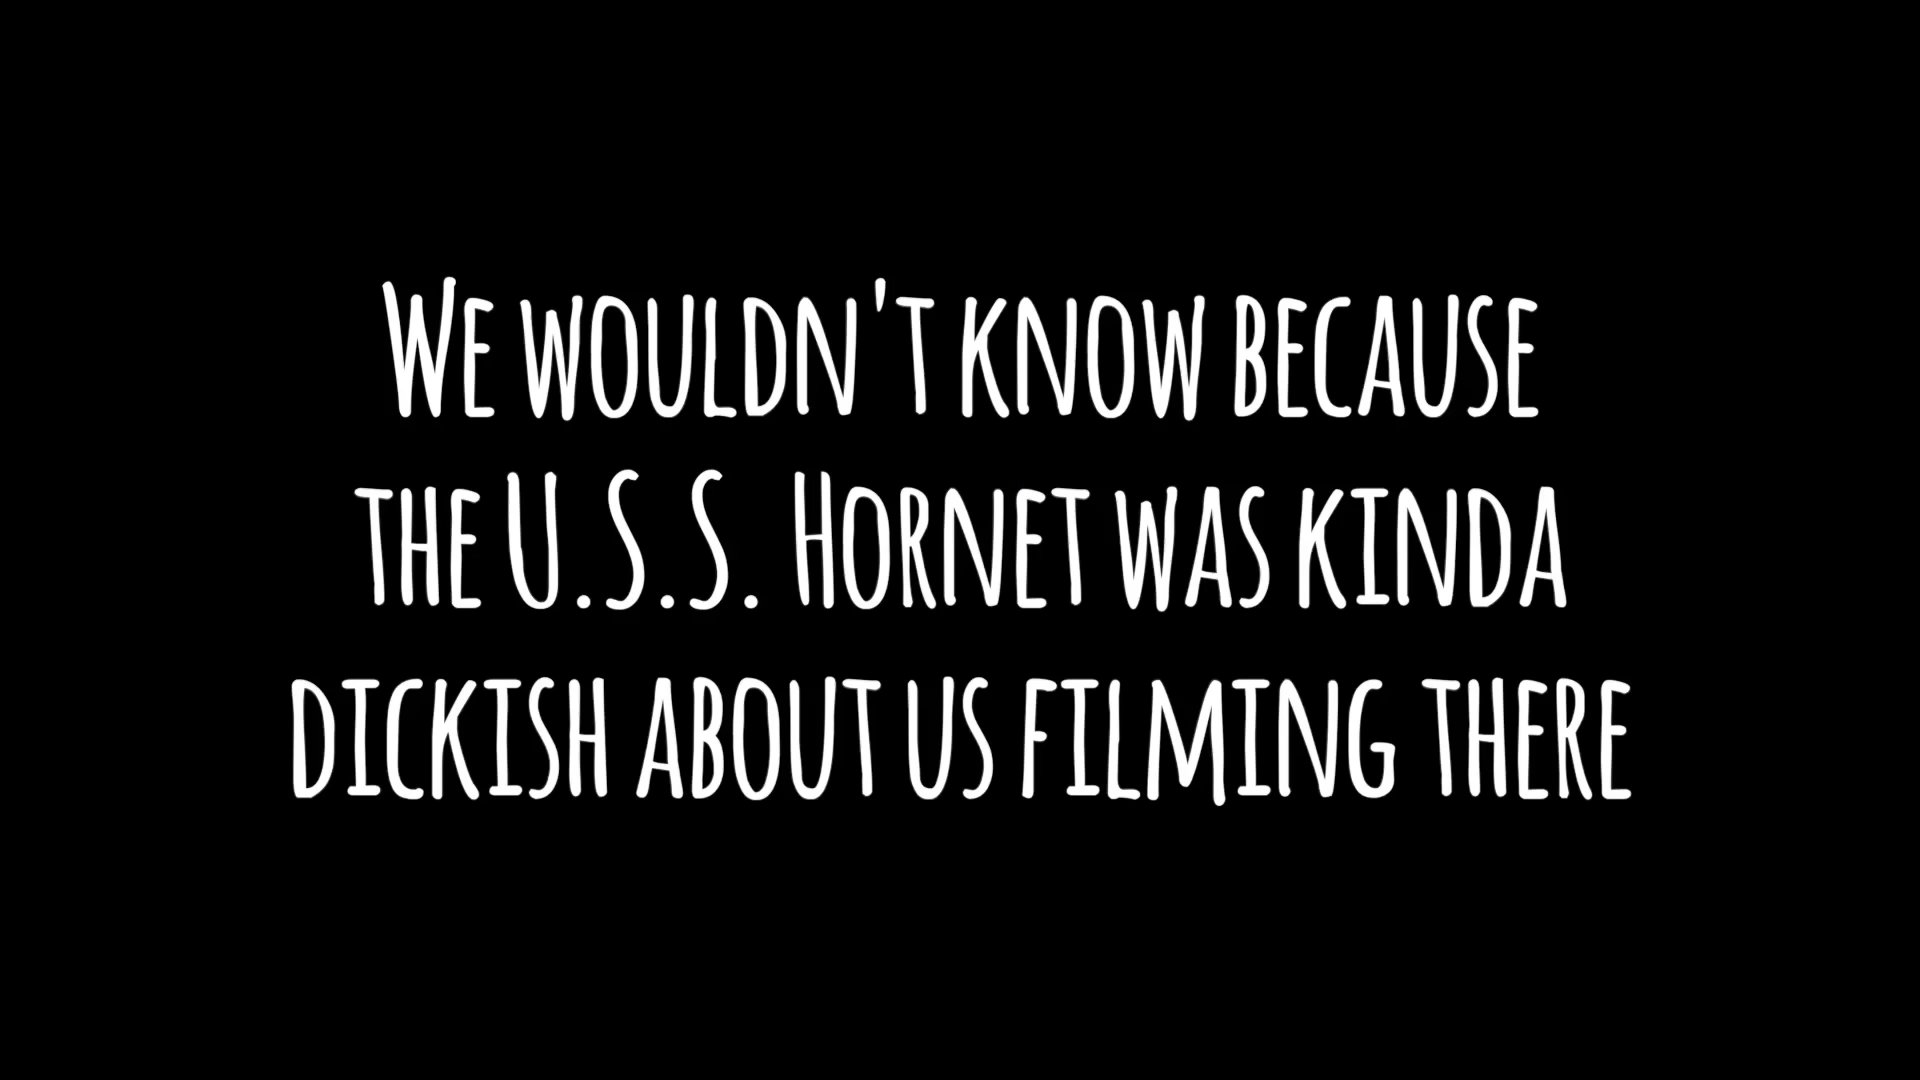 We wouldn't know because
the U.S.S. Hornet was kinda
dickish about us filming there